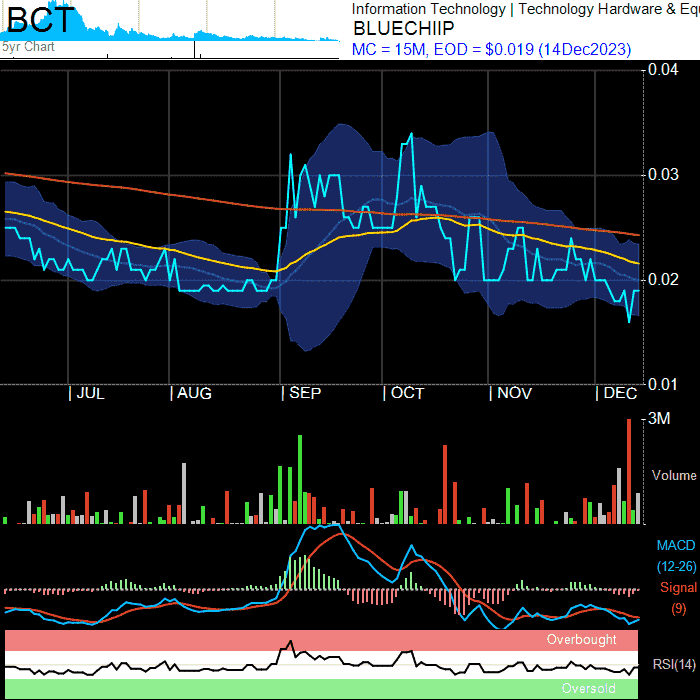 BCT
5yr Chart
Information Technology | Technology Hardware & Equ
BLUECHIIP
MC = 15M, EOD = $0.019 (14Dec2023)
0.04
0.03
0.02
0.01
| JUL | AUG | SEP | OCT | NOV | DEC
3M
Volume
MACD
(12-26)
Signal
(9)
Overbought
RSI(14)
Oversold